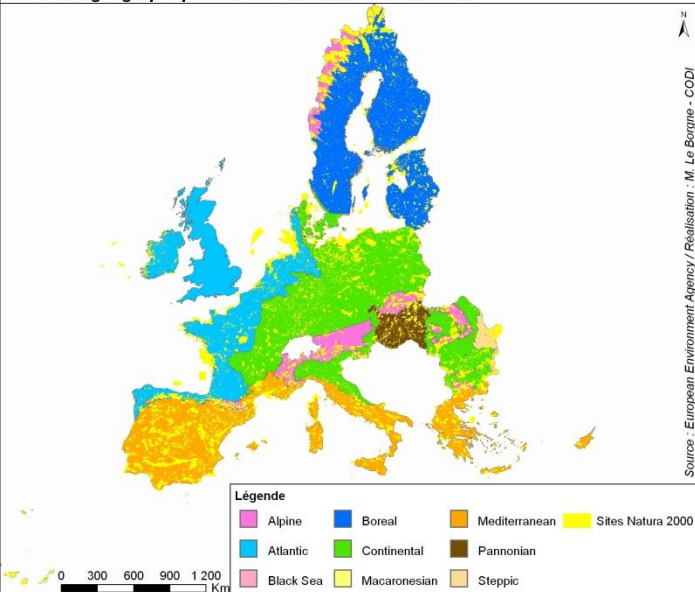 N
Source : European Environment Agency / Réalisation : M. Le Borgne - CODI
Légende
Alpine Boreal Mediterranean Sites Natura 2000
Atlantic Continental Pannonian
Black Sea Macaronesian Steppic
0 300 600 900 1 200
Km